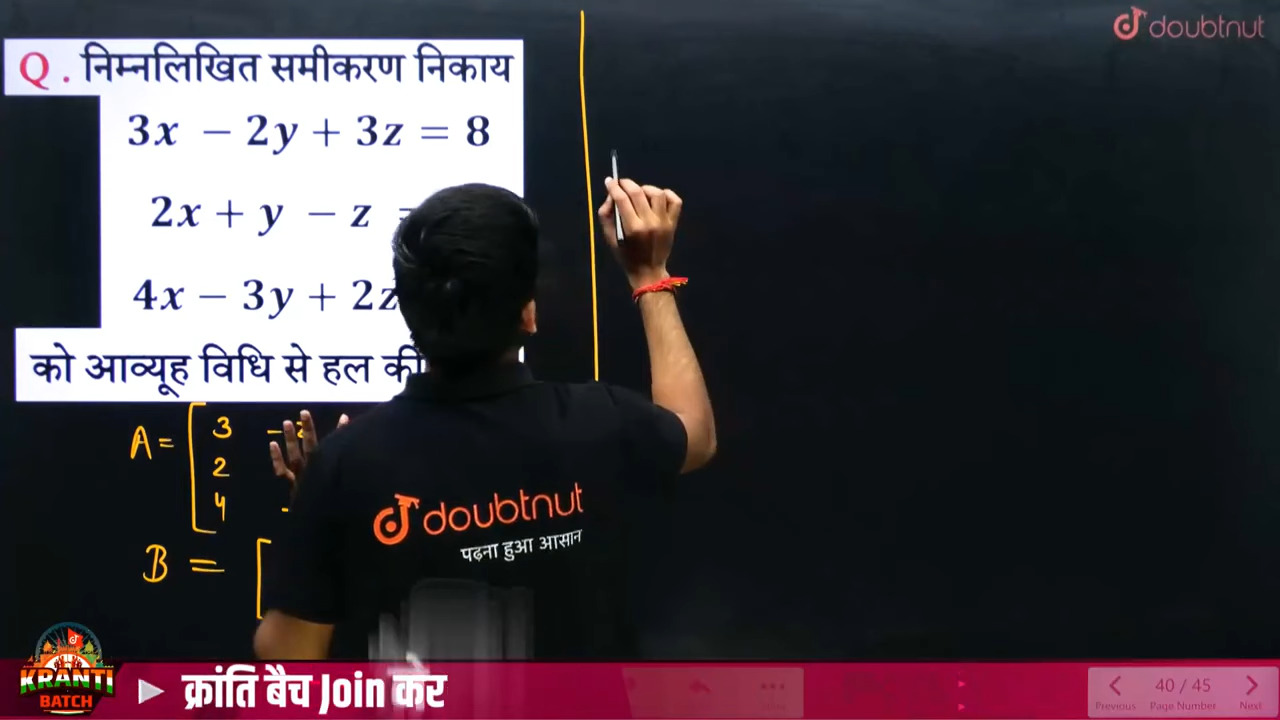 doubtnut
Q . निम्नलिखित समीकरण निकाय
3x − 2y + 3z = 8
2x + y − z
4x − 3y + 2z
को आव्यूह विधि से हल
A = [ 3
2
4
B = [
doubtnut
पढ़ना हुआ आसान
KRANTI
BATCH
क्रांति बैच Join करे
40 / 45
Previous Page Number Next